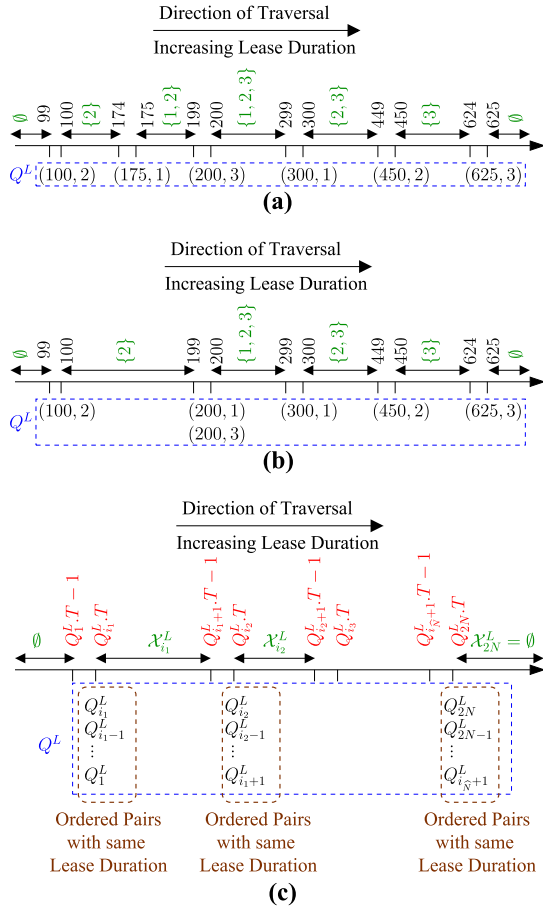 Direction of Traversal
Increasing Lease Duration
∅ 99 100 {2} 174 175 {1, 2} 199 200 {1, 2, 3} 299 300 {2, 3} 449 450 {3} 624 625 ∅
Q^L (100, 2) (175, 1) (200, 3) (300, 1) (450, 2) (625, 3)
(a)
Direction of Traversal
Increasing Lease Duration
∅ 99 100 {2} 199 200 {1, 2, 3} 299 300 {2, 3} 449 450 {3} 624 625 ∅
Q^L (100, 2) (200, 1) (300, 1) (450, 2) (625, 3)
(200, 3)
(b)
Direction of Traversal
Increasing Lease Duration
∅ Q^L_1.T − 1 Q^L_{i_1}.T 𝒳^L_{i_1} Q^L_{i_1+1}.T − 1 Q^L_{i_2}.T 𝒳^L_{i_2} Q^L_{i_2+1}.T − 1 Q^L_{i_3}.T Q^L_{i_{\widehat{N}}+1}.T − 1 Q^L_{2N}.T 𝒳^L_{2N} = ∅
Q^L_{i_1} Q^L_{i_2} Q^L_{2N}
Q^L Q^L_{i_1−1} Q^L_{i_2−1} Q^L_{2N−1}
⋮ ⋮ ⋮
Q^L_1 Q^L_{i_1+1} Q^L_{i_{\widehat{N}}+1}
Ordered Pairs Ordered Pairs Ordered Pairs
with same with same with same
Lease Duration Lease Duration Lease Duration
(c)